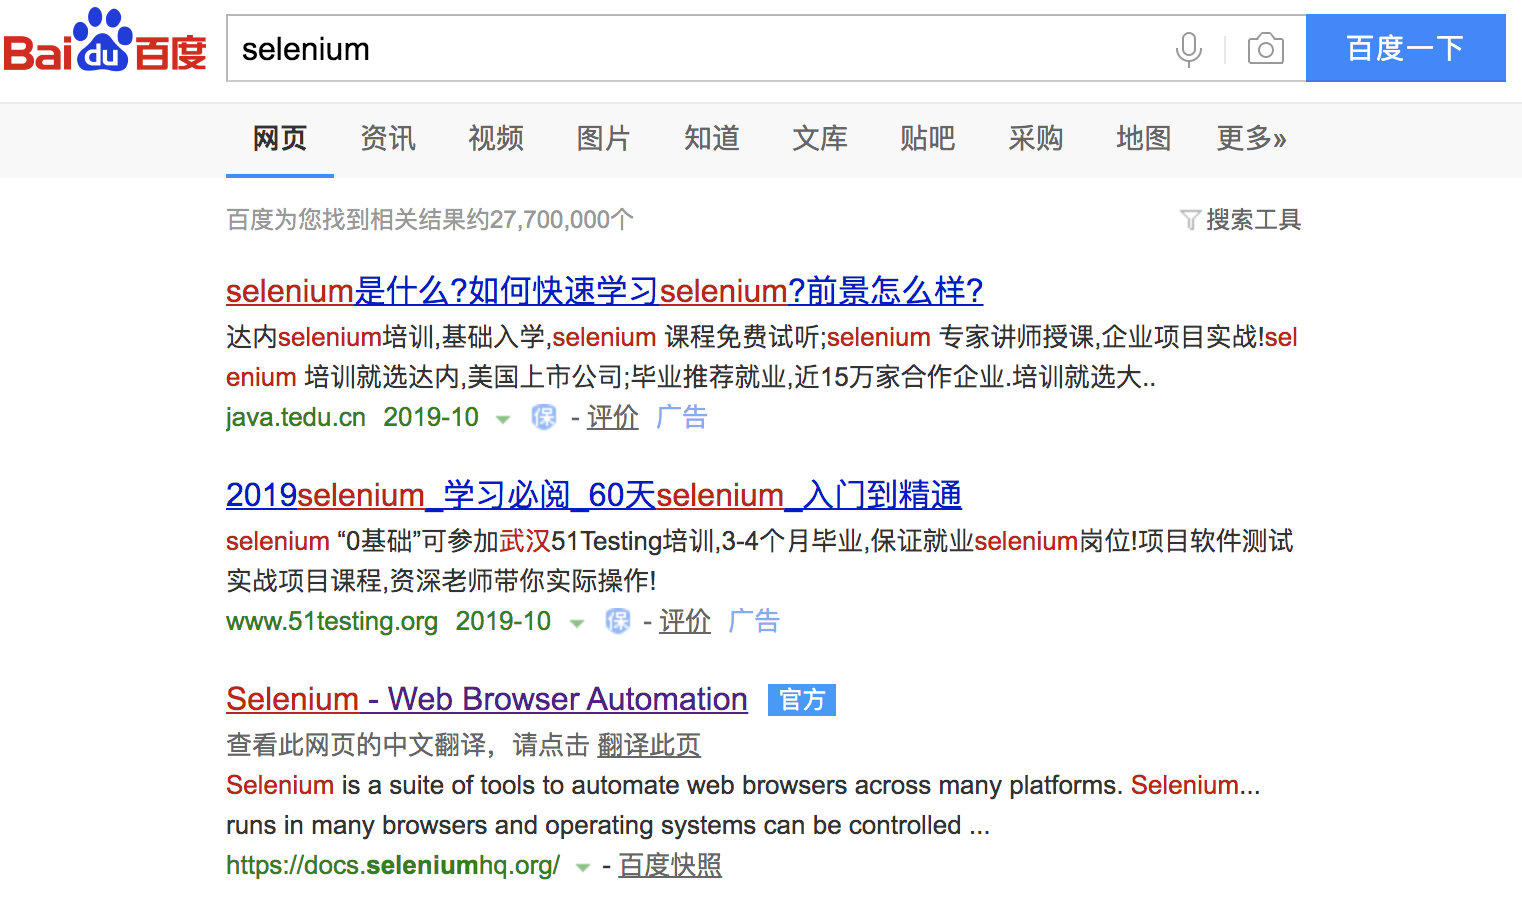 Bai du 百度
selenium
百度一下
网页 资讯 视频 图片 知道 文库 贴吧 采购 地图 更多»
百度为您找到相关结果约27,700,000个 搜索工具
selenium是什么?如何快速学习selenium?前景怎么样?
达内selenium培训,基础入学,selenium 课程免费试听;selenium 专家讲师授课,企业项目实战!sel
enium 培训就选达内,美国上市公司;毕业推荐就业,近15万家合作企业.培训就选大..
java.tedu.cn 2019-10 保 - 评价 广告
2019selenium_学习必阅_60天selenium_入门到精通
selenium “0基础”可参加武汉51Testing培训,3-4个月毕业,保证就业selenium岗位!项目软件测试
实战项目课程,资深老师带你实际操作!
www.51testing.org 2019-10 保 - 评价 广告
Selenium - Web Browser Automation 官方
查看此网页的中文翻译，请点击 翻译此页
Selenium is a suite of tools to automate web browsers across many platforms. Selenium...
runs in many browsers and operating systems can be controlled ...
https://docs.seleniumhq.org/ - 百度快照